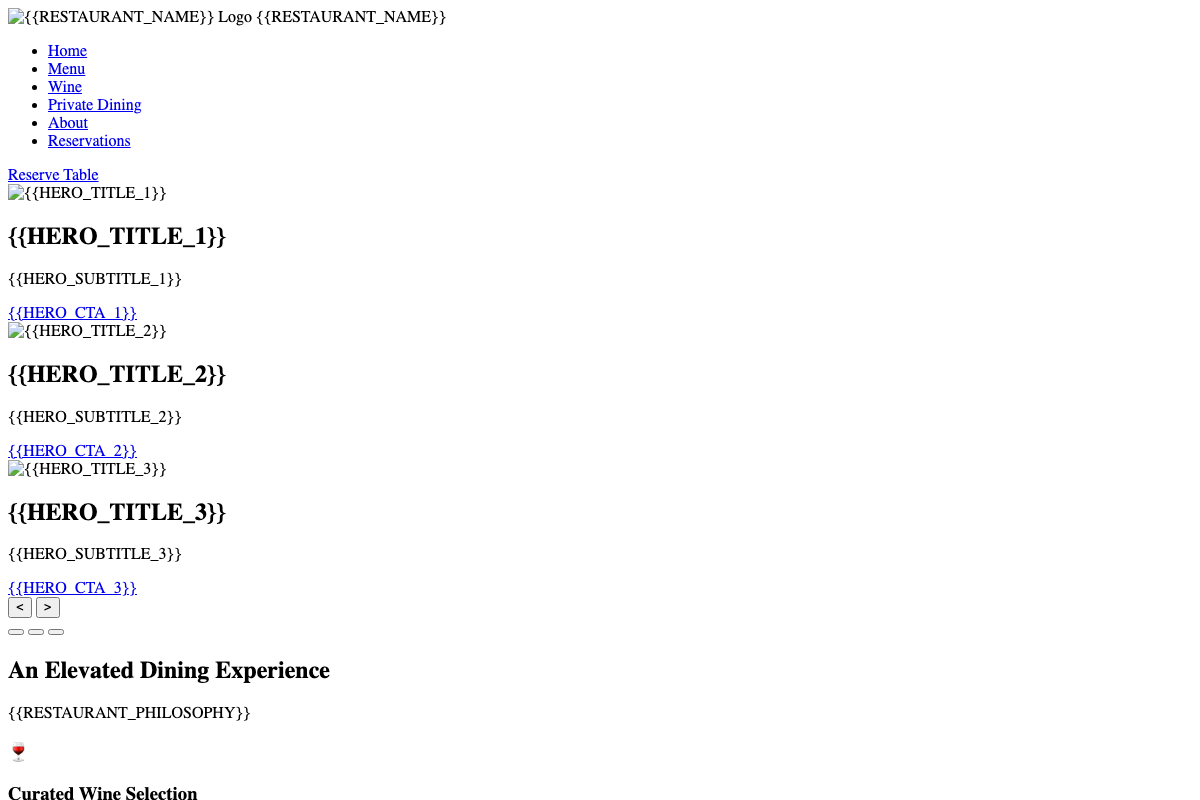 {{RESTAURANT_NAME}} Logo {{RESTAURANT_NAME}}
Home
Menu
Wine
Private Dining
About
Reservations
Reserve Table
{{HERO_TITLE_1}}
{{HERO_TITLE_1}}
{{HERO_SUBTITLE_1}}
{{HERO_CTA_1}}
{{HERO_TITLE_2}}
{{HERO_TITLE_2}}
{{HERO_SUBTITLE_2}}
{{HERO_CTA_2}}
{{HERO_TITLE_3}}
{{HERO_TITLE_3}}
{{HERO_SUBTITLE_3}}
{{HERO_CTA_3}}
< >
An Elevated Dining Experience
{{RESTAURANT_PHILOSOPHY}}
Curated Wine Selection